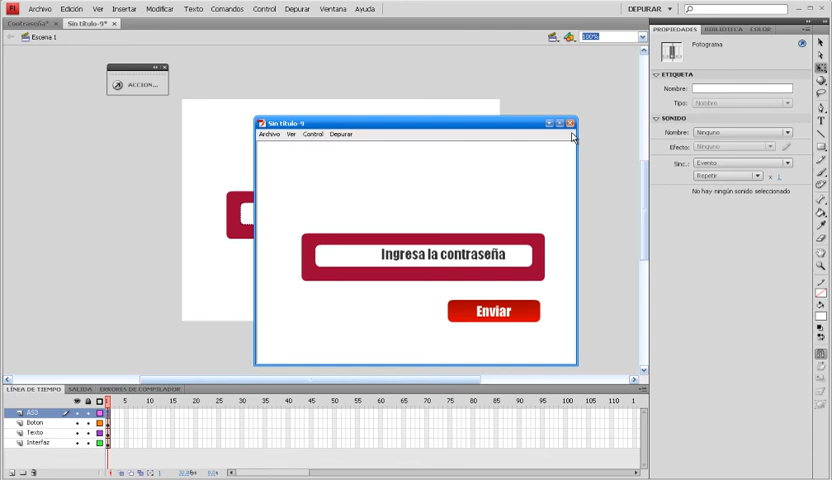 FL Archivo Edición Ver Insertar Modificar Texto Comandos Control Depurar Ventana Ayuda DEPURAR
Contraseña* Sin título-9*
Escena 1 100%
ACCION...
Sin título-9
Archivo Ver Control Depurar
Ingresa la contraseña
Enviar
PROPIEDADES BIBLIOTECA COLOR
Fotograma
ETIQUETA
Nombre:
Tipo: Nombre
SONIDO
Nombre: Ninguno
Efecto: Ninguno
Sinc.: Evento
Repetir x 1
No hay ningún sonido seleccionado
LÍNEA DE TIEMPO SALIDA ERRORES DE COMPILADOR
1 5 10 15 20 25 30 35 40 45 50 55 60 65 70 75 80 85 90 95 100 105 110 1
AS3
Boton
Texto
Interfaz
1 0.0s